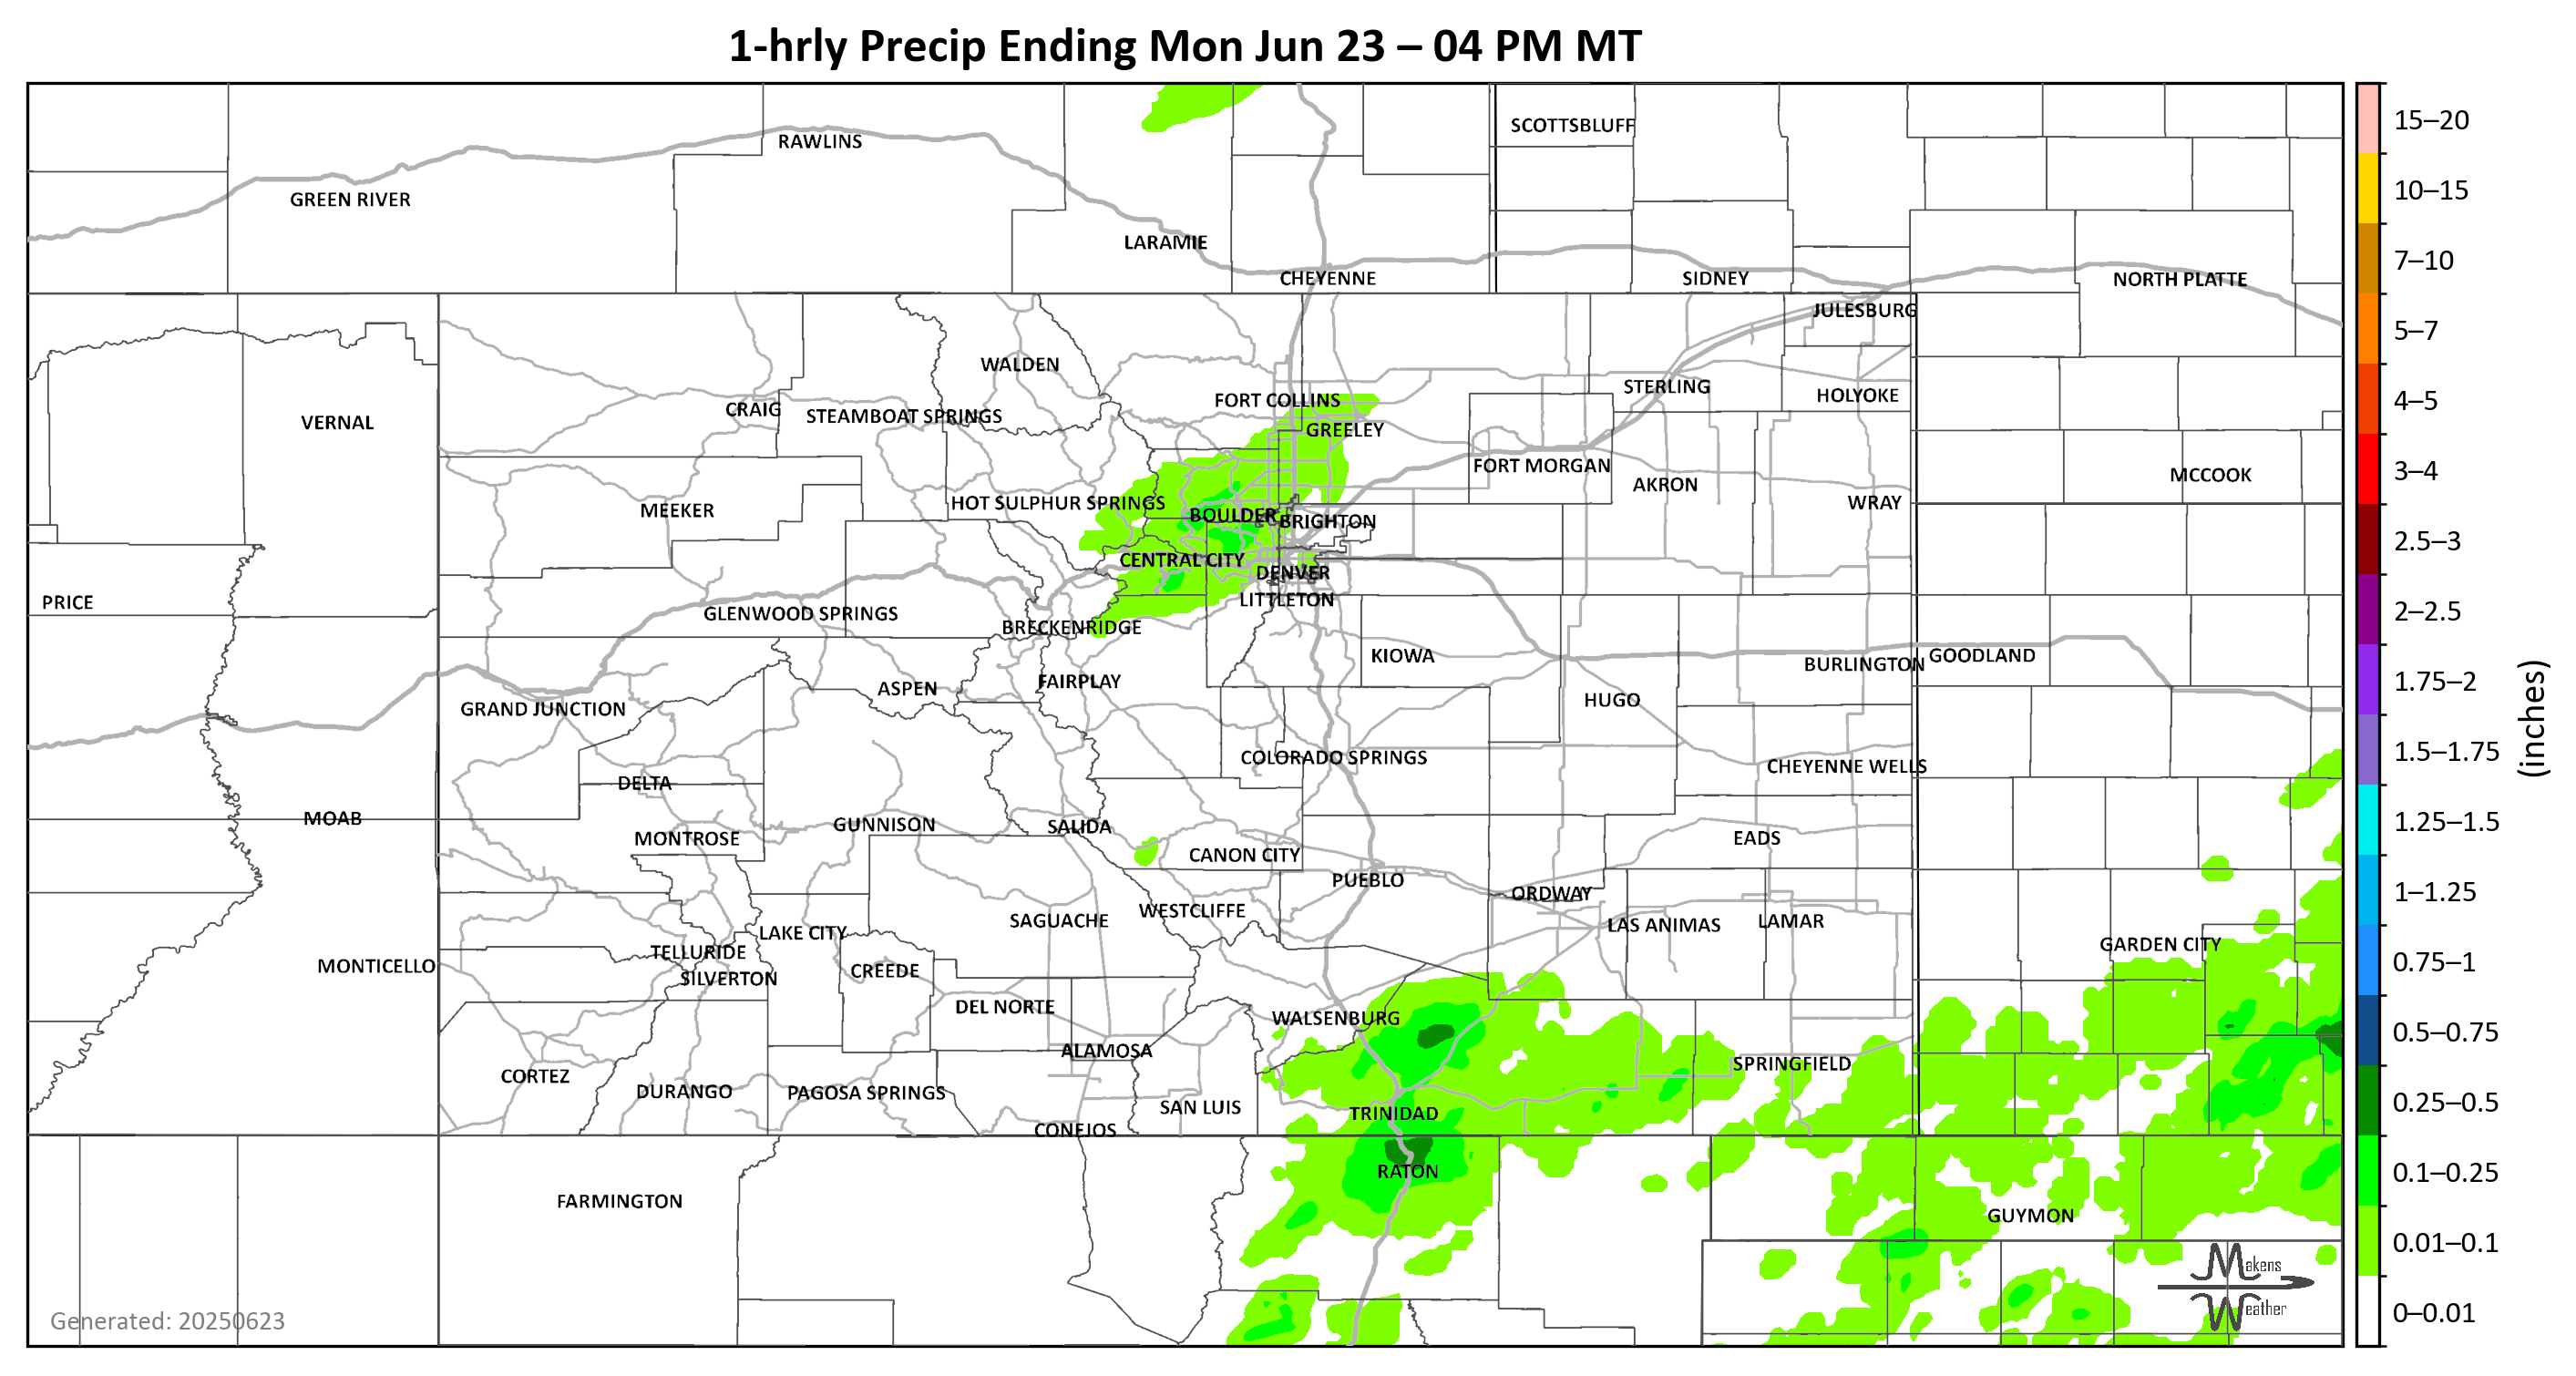 1-hrly Precip Ending Mon Jun 23 – 04 PM MT
SCOTTSBLUFF
RAWLINS
GREEN RIVER
LARAMIE
CHEYENNE
SIDNEY
NORTH PLATTE
JULESBURG
WALDEN
STERLING
HOLYOKE
FORT COLLINS
CRAIG
STEAMBOAT SPRINGS
VERNAL
GREELEY
FORT MORGAN
MCCOOK
AKRON
HOT SULPHUR SPRINGS
WRAY
MEEKER
BOULDER
BRIGHTON
CENTRAL CITY
DENVER
PRICE
LITTLETON
GLENWOOD SPRINGS
BRECKENRIDGE
KIOWA
GOODLAND
BURLINGTON
FAIRPLAY
ASPEN
HUGO
GRAND JUNCTION
COLORADO SPRINGS
CHEYENNE WELLS
DELTA
MOAB
GUNNISON
SALIDA
MONTROSE
EADS
CANON CITY
PUEBLO
ORDWAY
WESTCLIFFE
SAGUACHE
LAS ANIMAS
LAMAR
LAKE CITY
GARDEN CITY
TELLURIDE
MONTICELLO
CREEDE
SILVERTON
DEL NORTE
WALSENBURG
ALAMOSA
SPRINGFIELD
CORTEZ
DURANGO
PAGOSA SPRINGS
SAN LUIS
TRINIDAD
CONEJOS
RATON
FARMINGTON
GUYMON
Makens
Weather
Generated: 20250623
15–20
10–15
7–10
5–7
4–5
3–4
2.5–3
2–2.5
1.75–2
1.5–1.75
1.25–1.5
1–1.25
0.75–1
0.5–0.75
0.25–0.5
0.1–0.25
0.01–0.1
0–0.01
(inches)